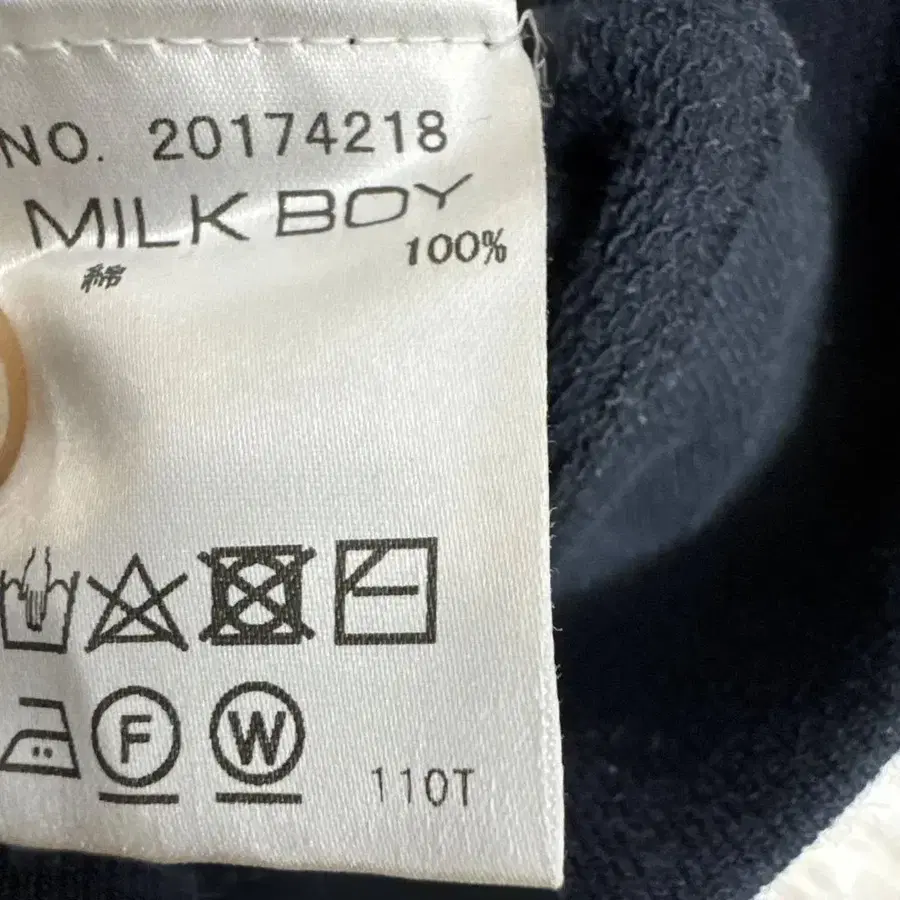 NO. 20174218
MILK BOY
綿 100%
F W 110T